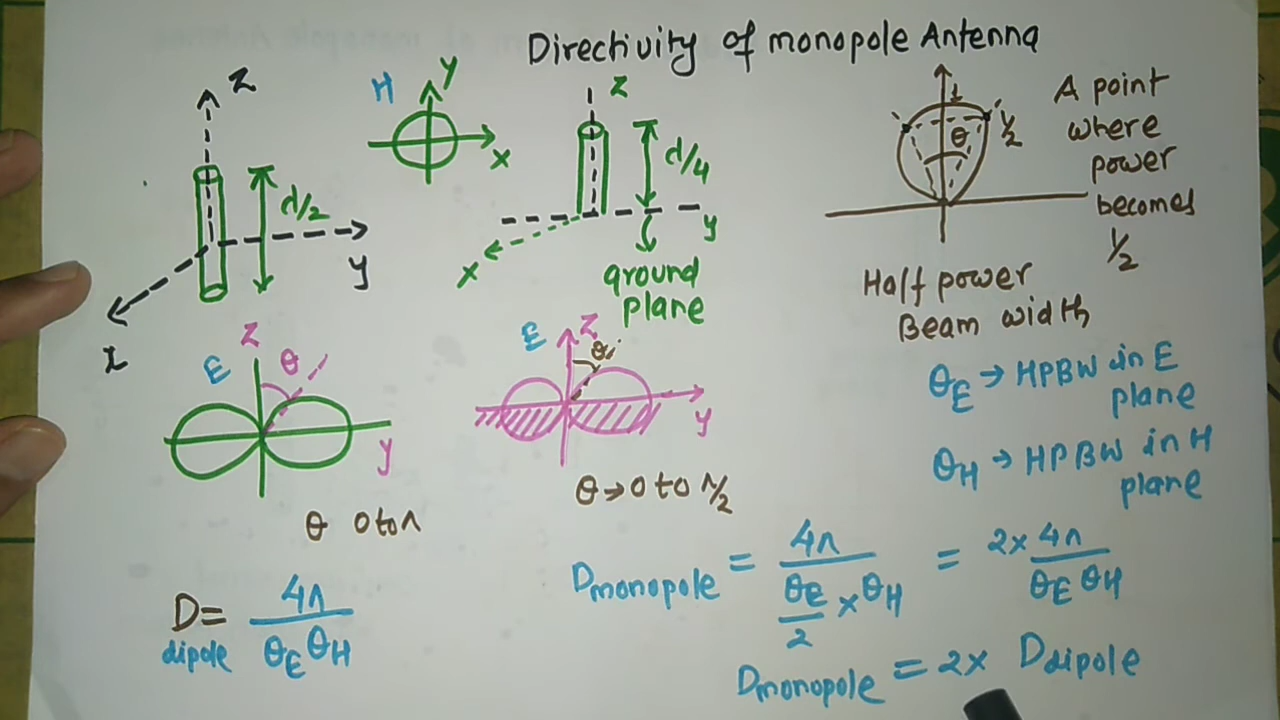 Directivity of monopole Antenna
Z
d/2
y
x
H
y
x
Z
d/4
y
x
ground
plane
1
θ
1/2
A point
where
power
becomes
1/2
Half power
Beam width
E
Z
θ
y
θ 0 to π
E
Z
θ
y
θ → 0 to π/2
θE → HPBW in E
plane
θH → HPBW in H
plane
D = 4π / θE θH
dipole
Dmonopole = 4π / (θE/2 × θH) = 2 × 4π / θE θH
Dmonopole = 2 × Ddipole